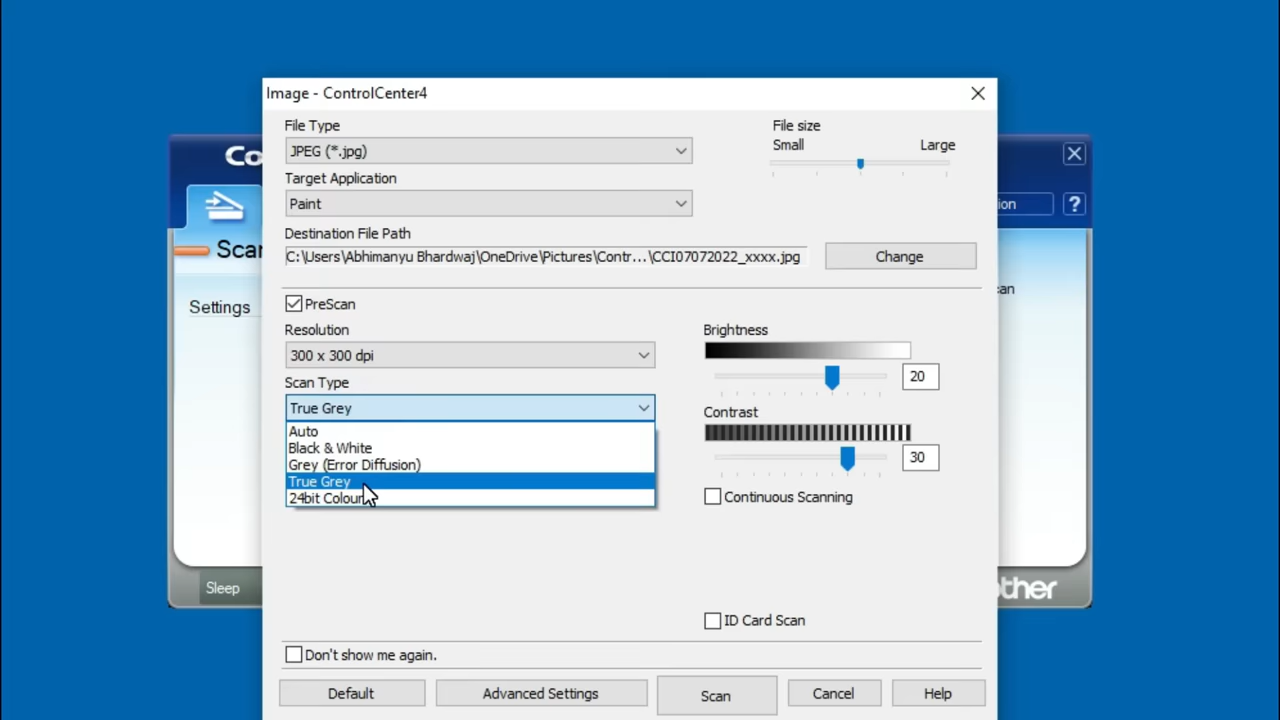 Image - ControlCenter4
File Type
JPEG (*.jpg)
File size
Small Large
Target Application
Paint
Destination File Path
C:\Users\Abhimanyu Bhardwaj\OneDrive\Pictures\Contr...\CCI07072022_xxxx.jpg
Change
PreScan
Resolution
300 x 300 dpi
Scan Type
True Grey
Auto
Black & White
Grey (Error Diffusion)
True Grey
24bit Colour
Brightness
20
Contrast
30
Continuous Scanning
ID Card Scan
Don't show me again.
Default Advanced Settings Scan Cancel Help
?
Settings
Sleep